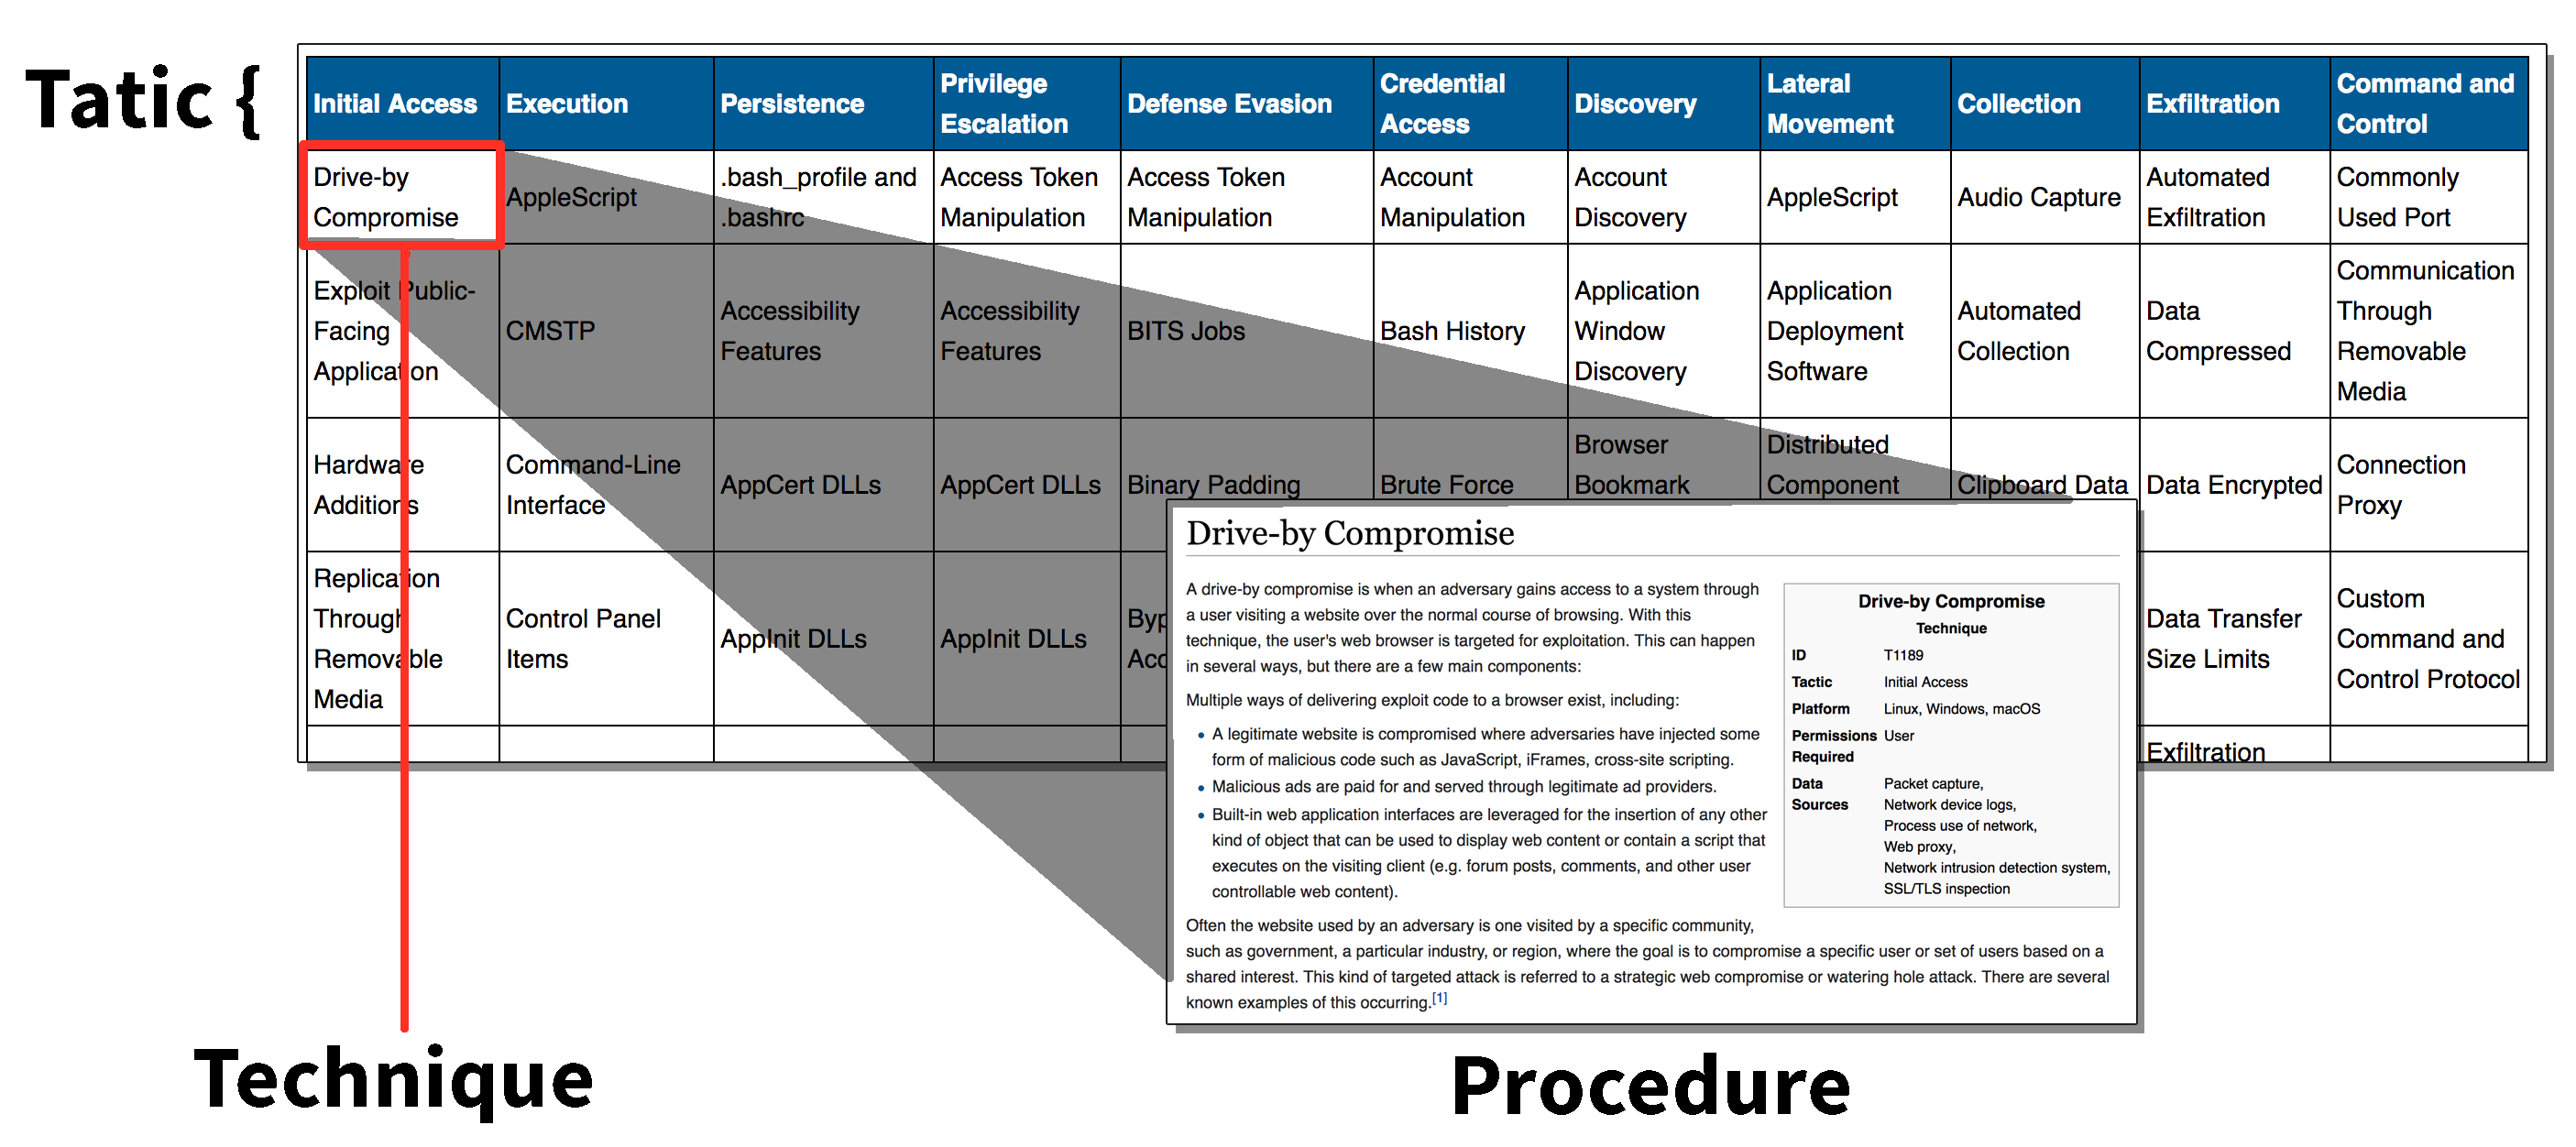 Tatic {
Initial Access
Execution
Persistence
Privilege
Escalation
Defense Evasion
Credential
Access
Discovery
Lateral
Movement
Collection
Exfiltration
Command and
Control
Drive-by
Compromise
AppleScript
.bash_profile and
.bashrc
Access Token
Manipulation
Access Token
Manipulation
Account
Manipulation
Account
Discovery
AppleScript
Audio Capture
Automated
Exfiltration
Commonly
Used Port
Exploit Public-
Facing
Application
CMSTP
Accessibility
Features
Accessibility
Features
BITS Jobs
Bash History
Application
Window
Discovery
Application
Deployment
Software
Automated
Collection
Data
Compressed
Communication
Through
Removable
Media
Hardware
Additions
Command-Line
Interface
AppCert DLLs
AppCert DLLs
Binary Padding
Brute Force
Browser
Bookmark
Distributed
Component
Clipboard Data
Data Encrypted
Connection
Proxy
Replication
Through
Removable
Media
Control Panel
Items
AppInit DLLs
AppInit DLLs
Data Transfer
Size Limits
Custom
Command and
Control Protocol
Exfiltration
Drive-by Compromise
A drive-by compromise is when an adversary gains access to a system through
a user visiting a website over the normal course of browsing. With this
technique, the user's web browser is targeted for exploitation. This can happen
in several ways, but there are a few main components:
Multiple ways of delivering exploit code to a browser exist, including:
• A legitimate website is compromised where adversaries have injected some
form of malicious code such as JavaScript, iFrames, cross-site scripting.
• Malicious ads are paid for and served through legitimate ad providers.
• Built-in web application interfaces are leveraged for the insertion of any other
kind of object that can be used to display web content or contain a script that
executes on the visiting client (e.g. forum posts, comments, and other user
controllable web content).
Often the website used by an adversary is one visited by a specific community,
such as government, a particular industry, or region, where the goal is to compromise a specific user or set of users based on a
shared interest. This kind of targeted attack is referred to a strategic web compromise or watering hole attack. There are several
known examples of this occurring.[1]
Drive-by Compromise
Technique
ID T1189
Tactic Initial Access
Platform Linux, Windows, macOS
Permissions User
Required
Data Packet capture,
Sources Network device logs,
Process use of network,
Web proxy,
Network intrusion detection system,
SSL/TLS inspection
Technique
Procedure